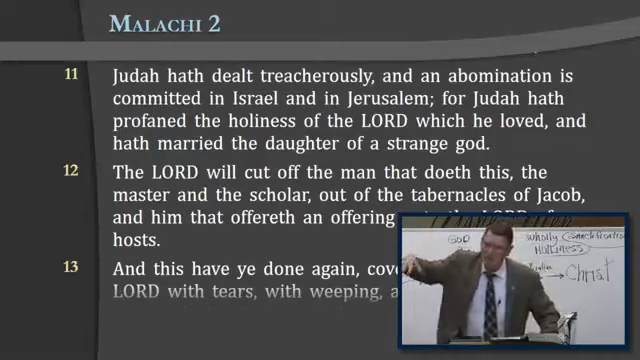 MALACHI 2
11 Judah hath dealt treacherously, and an abomination is
committed in Israel and in Jerusalem; for Judah hath
profaned the holiness of the LORD which he loved, and
hath married the daughter of a strange god.
12 The LORD will cut off the man that doeth this, the
master and the scholar, out of the tabernacles of Jacob,
and him that offereth an offering
hosts.
13 And this have ye done again,
LORD with tears, with weeping,
GOD
wholly
Holiness
Christ